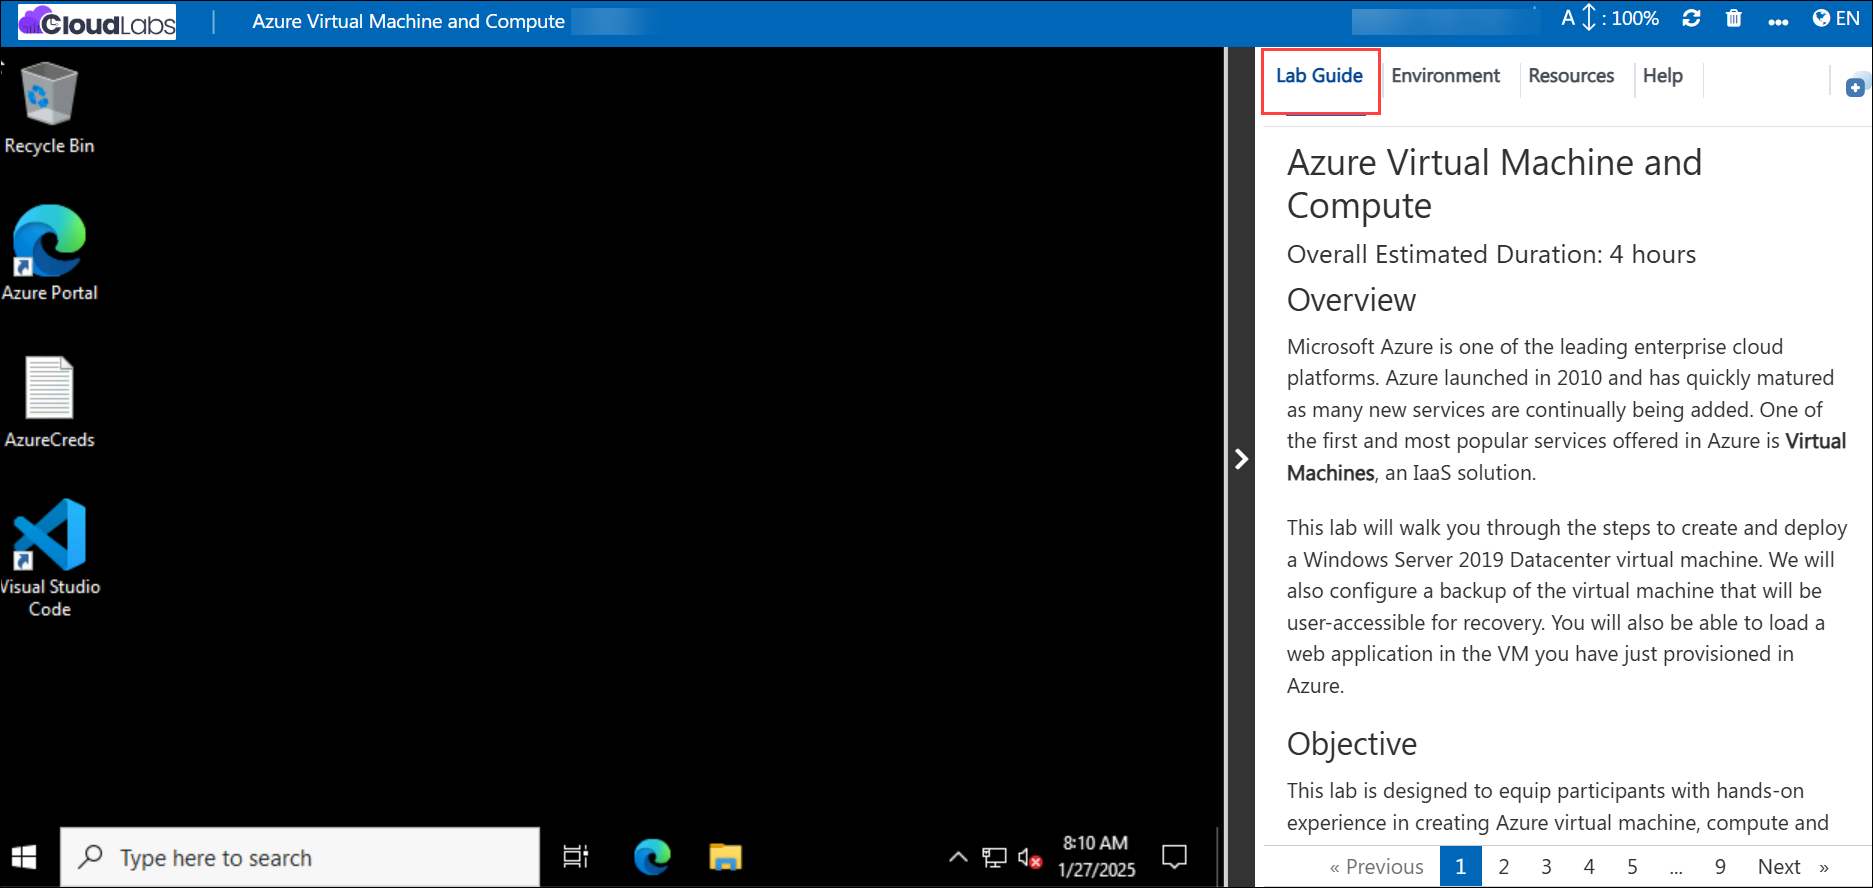 CloudLabs
Azure Virtual Machine and Compute
A : 100%
EN
Recycle Bin
Azure Portal
AzureCreds
Visual Studio
Code
Lab Guide
Environment
Resources
Help
Azure Virtual Machine and
Compute
Overall Estimated Duration: 4 hours
Overview
Microsoft Azure is one of the leading enterprise cloud
platforms. Azure launched in 2010 and has quickly matured
as many new services are continually being added. One of
the first and most popular services offered in Azure is Virtual
Machines, an IaaS solution.
This lab will walk you through the steps to create and deploy
a Windows Server 2019 Datacenter virtual machine. We will
also configure a backup of the virtual machine that will be
user-accessible for recovery. You will also be able to load a
web application in the VM you have just provisioned in
Azure.
Objective
This lab is designed to equip participants with hands-on
experience in creating Azure virtual machine, compute and
« Previous 1 2 3 4 5 ... 9 Next »
Type here to search
8:10 AM
1/27/2025